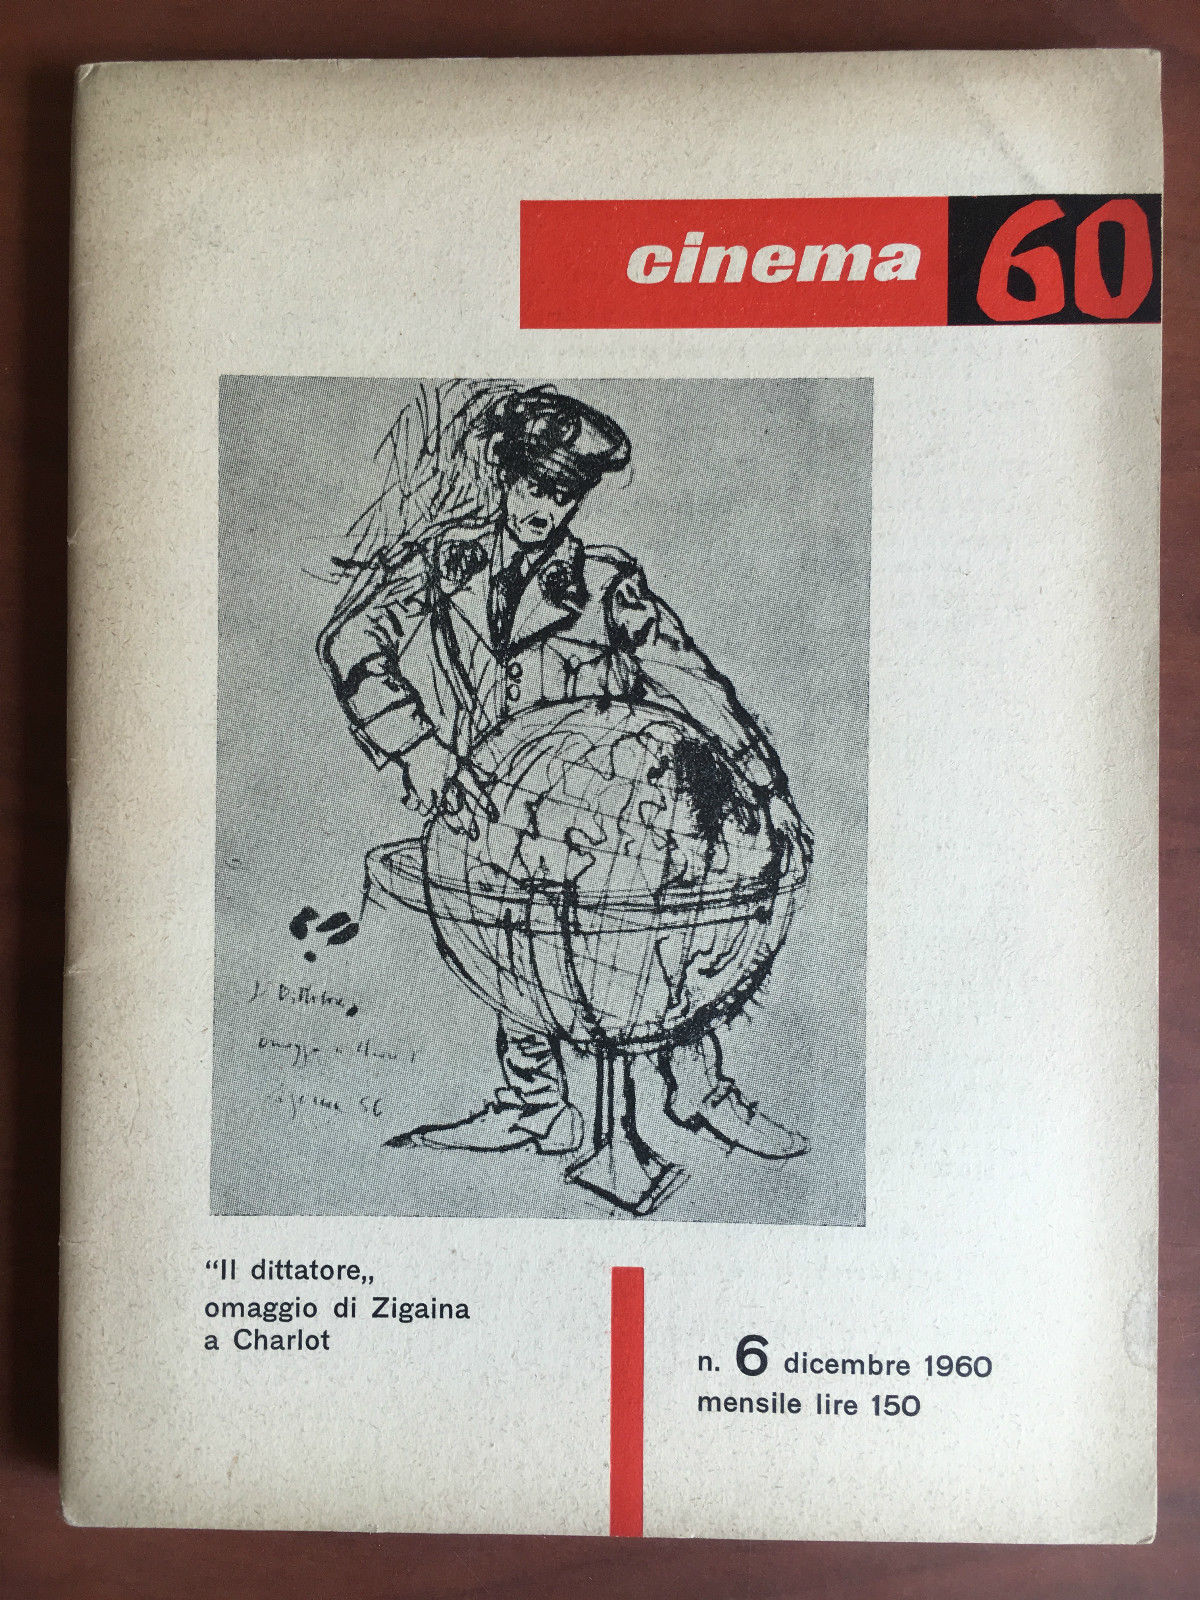 cinema 60
“Il dittatore„
omaggio di Zigaina
a Charlot
n. 6 dicembre 1960
mensile lire 150